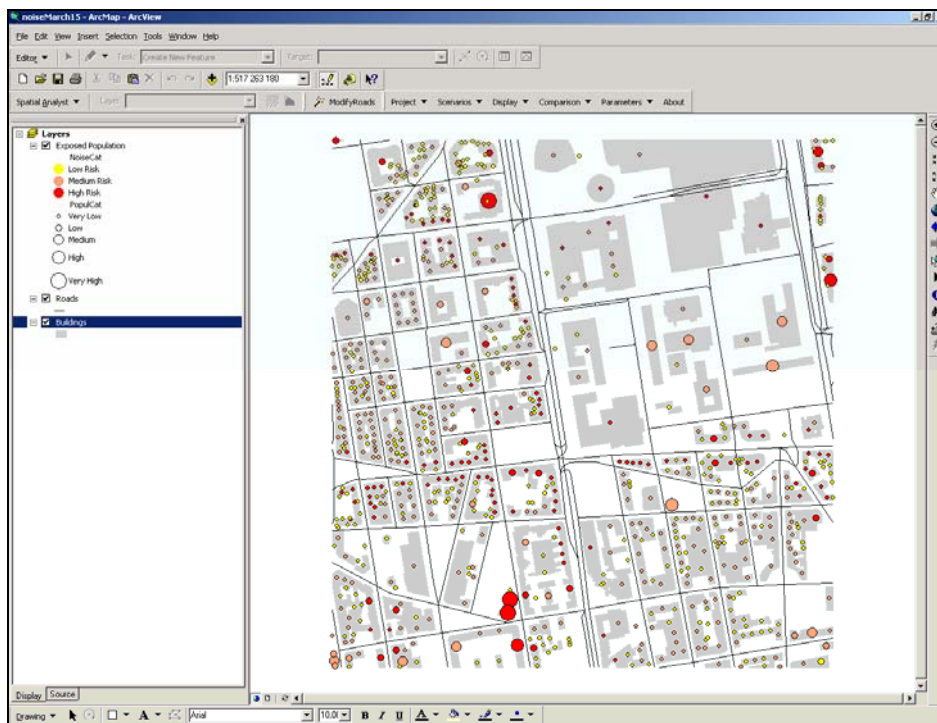 noiseMarch15 - ArcMap - ArcView
File Edit View Insert Selection Tools Window Help
Editor Task: Create New Feature Target:
1:517 263 180
Spatial Analyst Layer: ModifyRoads Project Scenarios Display Comparison Parameters About
Layers
Exposed Population
NoiseCat
Low Risk
Medium Risk
High Risk
PopulCat
Very Low
Low
Medium
High
Very High
Roads
Buildings
Display Source
Drawing A Arial 10,0 B I U A